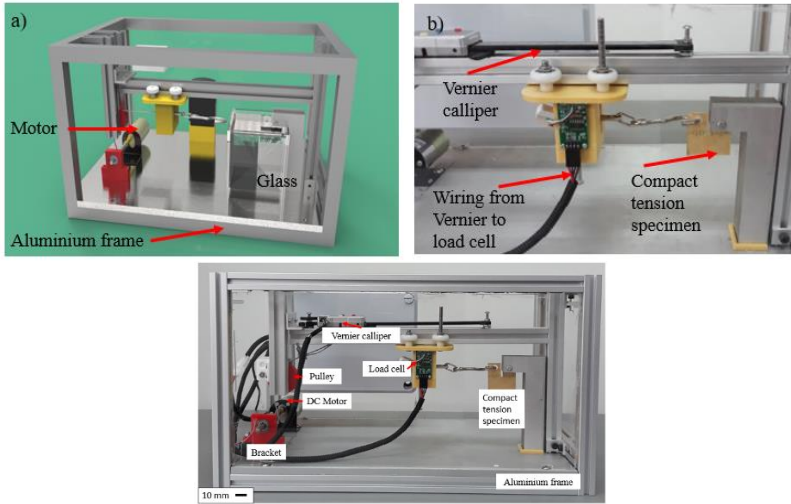 a)
Motor
Glass
Aluminium frame
b)
Vernier
calliper
Wiring from
Vernier to
load cell
Compact
tension
specimen
Vernier calliper
Load cell
Pulley
DC Motor
Compact
tension
specimen
Bracket
Aluminium frame
10 mm